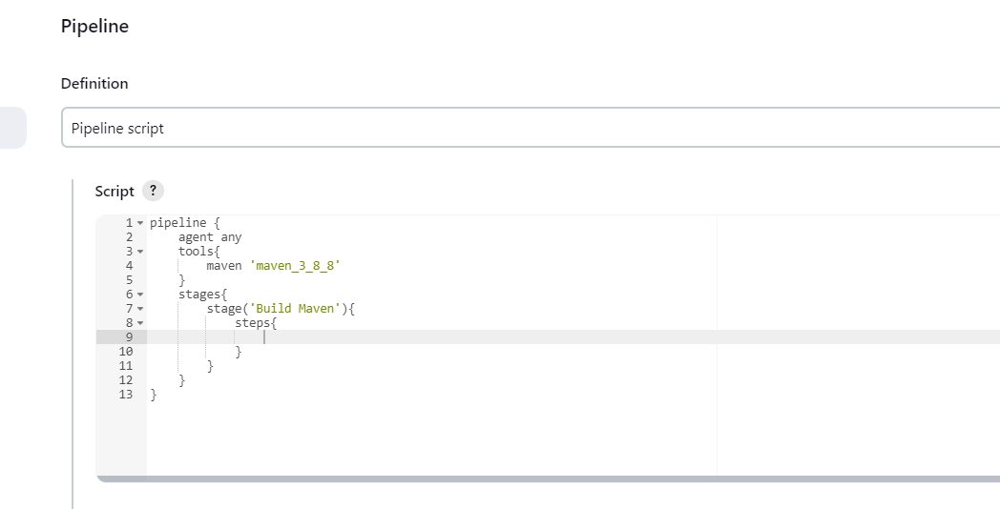 Pipeline
Definition
Pipeline script
Script ?
1 pipeline {
2     agent any
3     tools{
4         maven 'maven_3_8_8'
5     }
6     stages{
7         stage('Build Maven'){
8             steps{
9
10             }
11         }
12     }
13 }